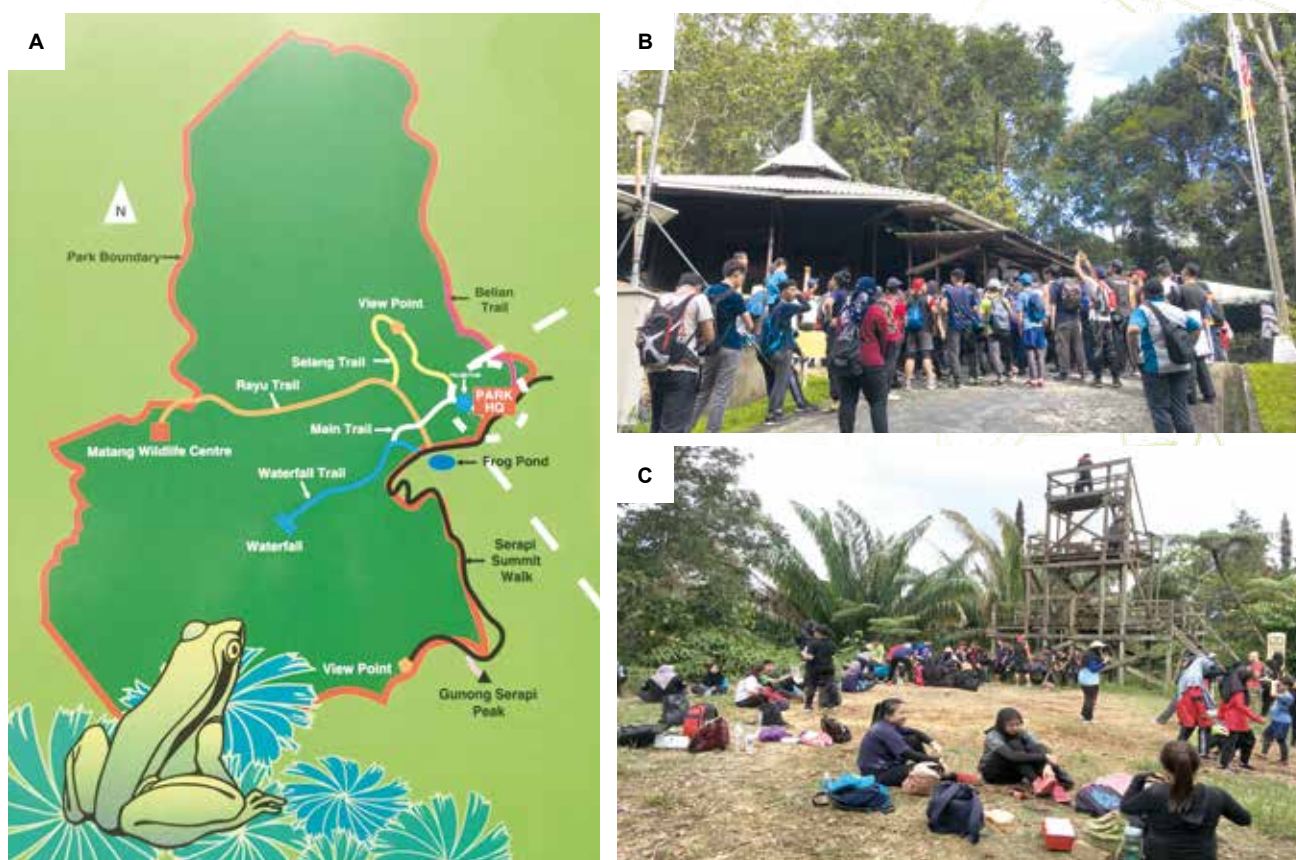 A
N
Park Boundary
View Point
Belian
Trail
Selang Trail
Rayu Trail
PARK
HQ
Main Trail
Matang Wildlife Centre
Frog Pond
Waterfall Trail
Waterfall
Serapi
Summit
Walk
View Point
Gunong Serapi
Peak
B
C